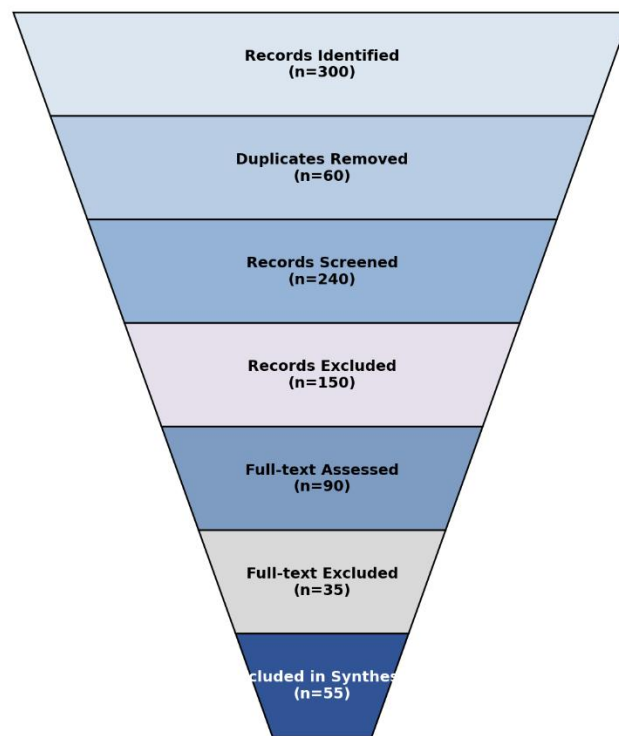 Records Identified
(n=300)
Duplicates Removed
(n=60)
Records Screened
(n=240)
Records Excluded
(n=150)
Full-text Assessed
(n=90)
Full-text Excluded
(n=35)
cluded in Synthes
(n=55)